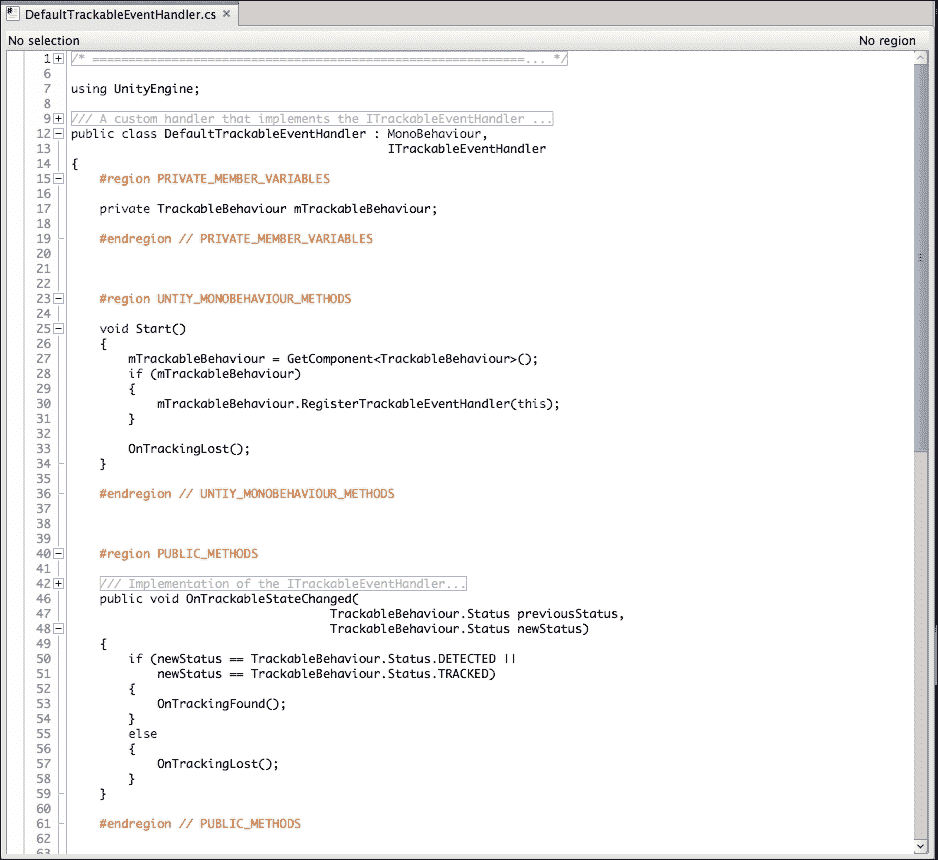 DefaultTrackableEventHandler.cs ×
No selection No region
1 /* ============================================================... */
6
7 using UnityEngine;
8
9 /// A custom handler that implements the ITrackableEventHandler ...
12 public class DefaultTrackableEventHandler : MonoBehaviour,
13 ITrackableEventHandler
14 {
15 #region PRIVATE_MEMBER_VARIABLES
16
17 private TrackableBehaviour mTrackableBehaviour;
18
19 #endregion // PRIVATE_MEMBER_VARIABLES
20
21
22
23 #region UNTIY_MONOBEHAVIOUR_METHODS
24
25 void Start()
26 {
27 mTrackableBehaviour = GetComponent<TrackableBehaviour>();
28 if (mTrackableBehaviour)
29 {
30 mTrackableBehaviour.RegisterTrackableEventHandler(this);
31 }
32
33 OnTrackingLost();
34 }
35
36 #endregion // UNTIY_MONOBEHAVIOUR_METHODS
37
38
39
40 #region PUBLIC_METHODS
41
42 /// Implementation of the ITrackableEventHandler...
46 public void OnTrackableStateChanged(
47 TrackableBehaviour.Status previousStatus,
48 TrackableBehaviour.Status newStatus)
49 {
50 if (newStatus == TrackableBehaviour.Status.DETECTED ||
51 newStatus == TrackableBehaviour.Status.TRACKED)
52 {
53 OnTrackingFound();
54 }
55 else
56 {
57 OnTrackingLost();
58 }
59 }
60
61 #endregion // PUBLIC_METHODS
62
63